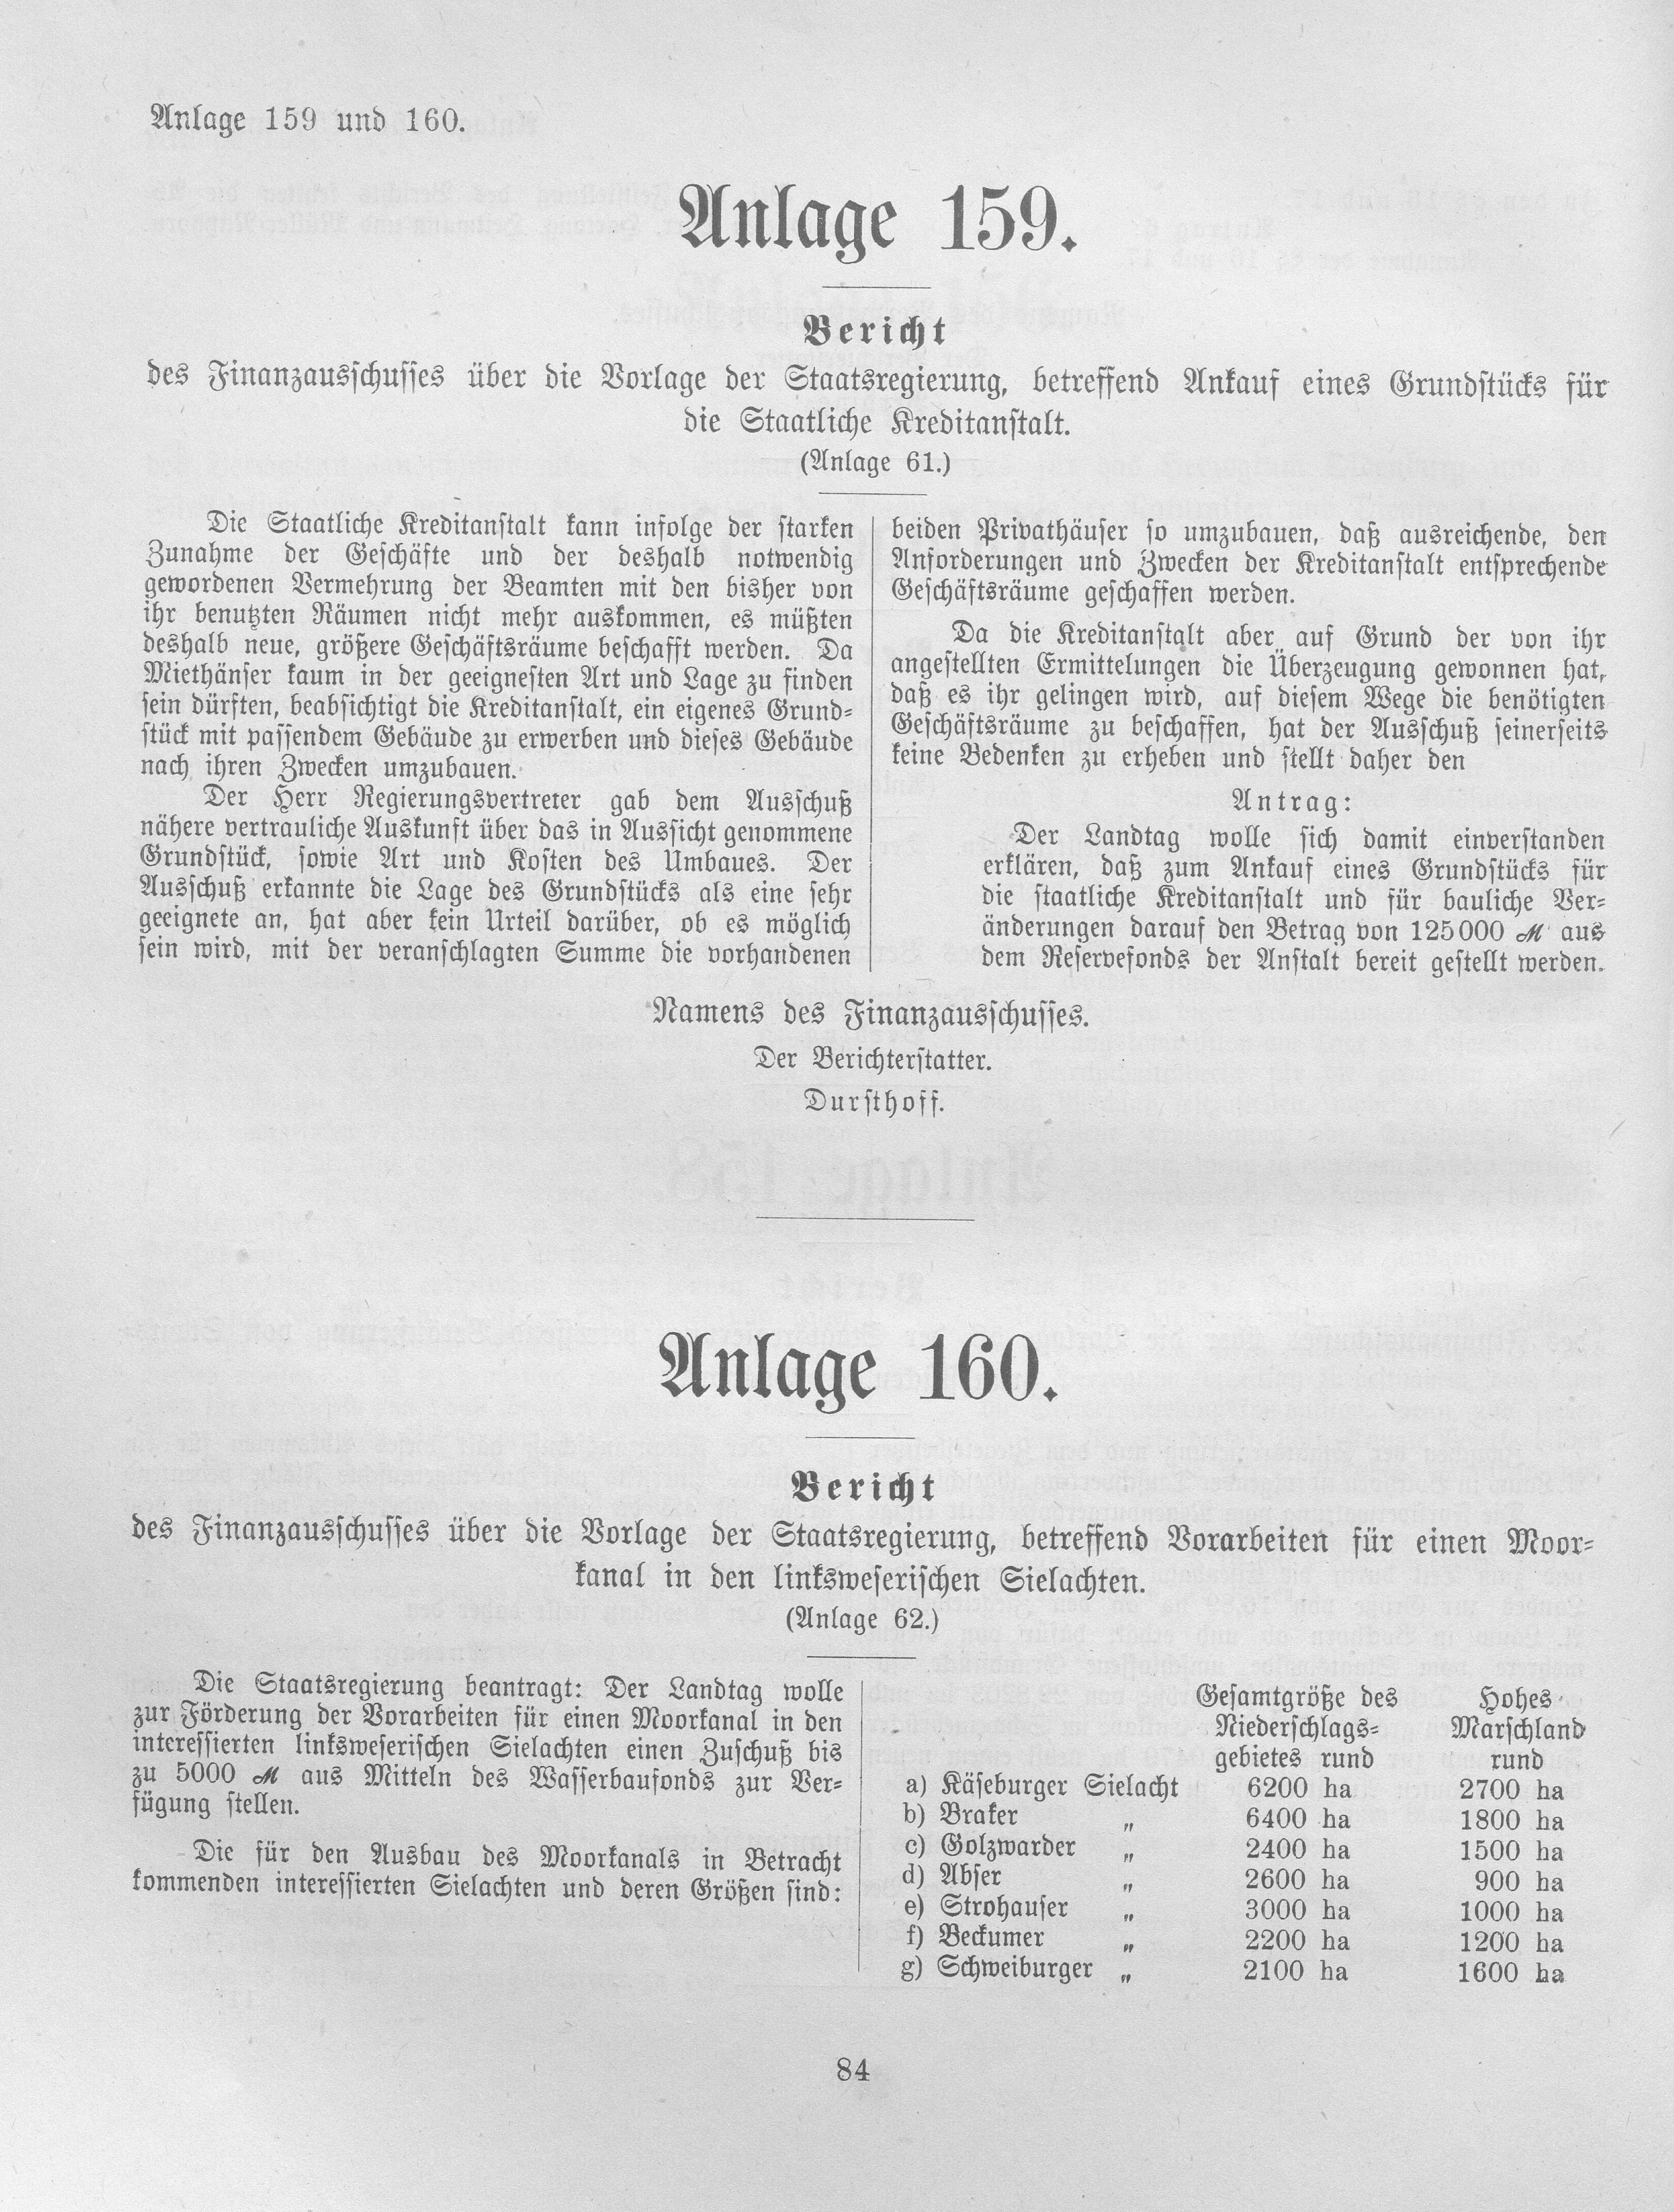 Anlage 159 und 160.
Anlage 159.
Bericht
des Finanzausschusses über die Vorlage der Staatsregierung, betreffend Ankauf eines Grundstücks für
die Staatliche Kreditanstalt.
(Anlage 61.)
Die Staatliche Kreditanstalt kann infolge der starken
Zunahme der Geschäfte und der deshalb notwendig
gewordenen Vermehrung der Beamten mit den bisher von
ihr benutzten Räumen nicht mehr auskommen, es müßten
deshalb neue, größere Geschäftsräume beschafft werden. Da
Miethänser kaum in der geeignesten Art und Lage zu finden
sein dürften, beabsichtigt die Kreditanstalt, ein eigenes Grund-
stück mit passendem Gebäude zu erwerben und dieses Gebäude
nach ihren Zwecken umzubauen.
Der Herr Regierungsvertreter gab dem Ausschuß
nähere vertrauliche Auskunft über das in Aussicht genommene
Grundstück, sowie Art und Kosten des Umbaues. Der
Ausschuß erkannte die Lage des Grundstücks als eine sehr
geeignete an, hat aber kein Urteil darüber, ob es möglich
sein wird, mit der veranschlagten Summe die vorhandenen
beiden Privathäuser so umzubauen, daß ausreichende, den
Anforderungen und Zwecken der Kreditanstalt entsprechende
Geschäftsräume geschaffen werden.
Da die Kreditanstalt aber auf Grund der von ihr
angestellten Ermittelungen die Überzeugung gewonnen hat,
daß es ihr gelingen wird, auf diesem Wege die benötigten
Geschäftsräume zu beschaffen, hat der Ausschuß seinerseits
keine Bedenken zu erheben und stellt daher den
Antrag:
Der Landtag wolle sich damit einverstanden
erklären, daß zum Ankauf eines Grundstücks für
die staatliche Kreditanstalt und für bauliche Ver-
änderungen darauf den Betrag von 125000 ℳ aus
dem Reservefonds der Anstalt bereit gestellt werden.
Namens des Finanzausschusses.
Der Berichterstatter.
Dursthoff.
Anlage 160.
Bericht
des Finanzausschusses über die Vorlage der Staatsregierung, betreffend Vorarbeiten für einen Moor-
kanal in den linksweserischen Sielachten.
(Anlage 62.)
Die Staatsregierung beantragt: Der Landtag wolle
zur Förderung der Vorarbeiten für einen Moorkanal in den
interessierten linksweserischen Sielachten einen Zuschuß bis
zu 5000 ℳ aus Mitteln des Wasserbaufonds zur Ver-
fügung stellen.
Die für den Ausbau des Moorkanals in Betracht
kommenden interessierten Sielachten und deren Größen sind:
Gesamtgröße des Hohes
Niederschlags- Marschland
gebietes rund rund
a) Käseburger Sielacht 6200 ha 2700 ha
b) Braker „ 6400 ha 1800 ha
c) Golzwarder „ 2400 ha 1500 ha
d) Abser „ 2600 ha 900 ha
e) Strohauser „ 3000 ha 1000 ha
f) Beckumer „ 2200 ha 1200 ha
g) Schweiburger „ 2100 ha 1600 ha
84